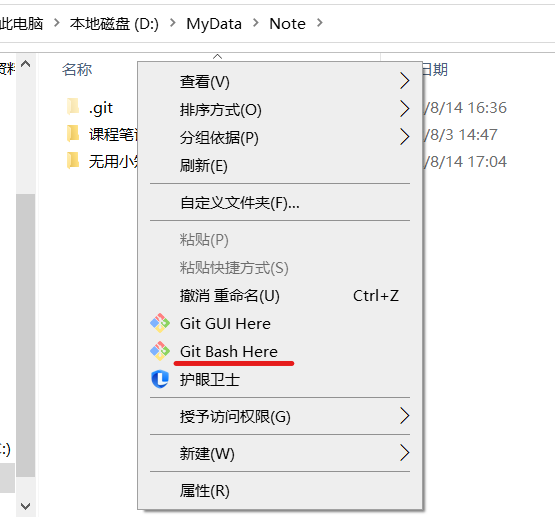 此电脑 > 本地磁盘 (D:) > MyData > Note >
名称 日期
.git /8/14 16:36
课程笔 /8/3 14:47
无用小 /8/14 17:04
查看(V)
排序方式(O)
分组依据(P)
刷新(E)
自定义文件夹(F)...
粘贴(P)
粘贴快捷方式(S)
撤消 重命名(U) Ctrl+Z
Git GUI Here
Git Bash Here
护眼卫士
授予访问权限(G)
新建(W)
属性(R)
资料
:)